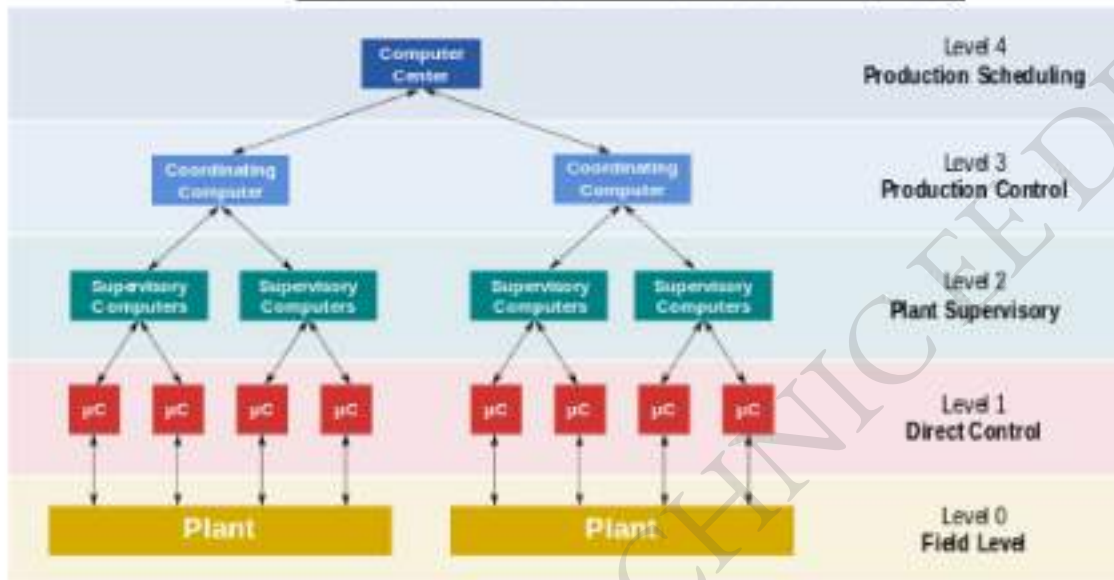 Computer
Center
Level 4
Production Scheduling
Coordinating
Computer
Coordinating
Computer
Level 3
Production Control
Supervisory
Computers
Supervisory
Computers
Supervisory
Computers
Supervisory
Computers
Level 2
Plant Supervisory
µC
µC
µC
µC
µC
µC
µC
µC
Level 1
Direct Control
Plant
Plant
Level 0
Field Level